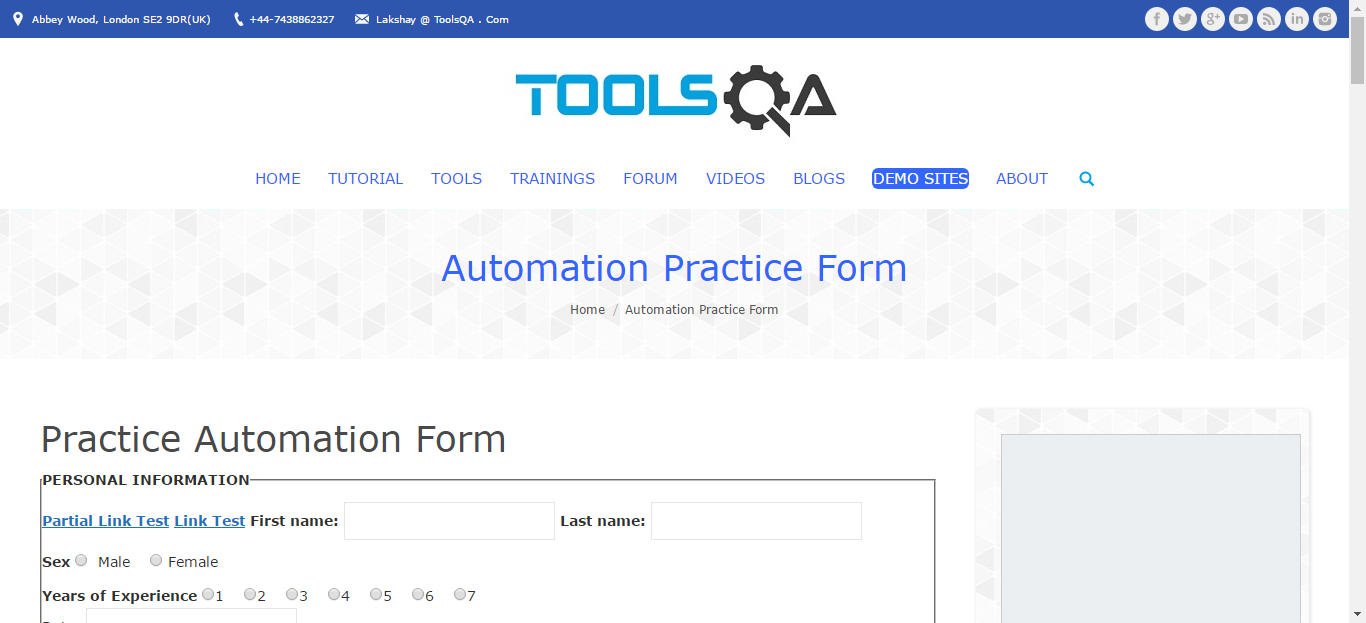 Abbey Wood, London SE2 9DR(UK) +44-7438862327 Lakshay @ ToolsQA . Com
TOOLSQA
HOME TUTORIAL TOOLS TRAININGS FORUM VIDEOS BLOGS DEMO SITES ABOUT
Automation Practice Form
Home / Automation Practice Form
Practice Automation Form
PERSONAL INFORMATION
Partial Link Test Link Test First name: Last name:
Sex Male Female
Years of Experience 1 2 3 4 5 6 7